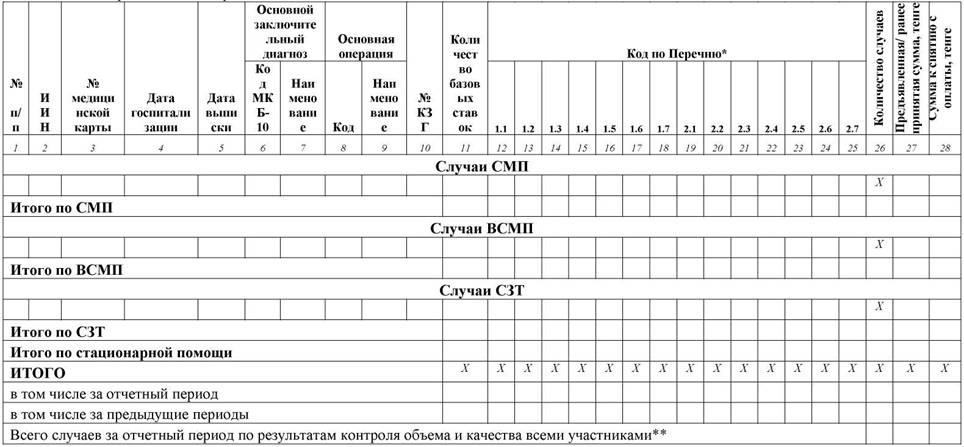 № п/п
ИИН
№ медицинской карты
Дата госпитализации
Дата выписки
Основной заключительный диагноз
Код МКБ-10
Наименование
Основная операция
Код
Наименование
№ КЗГ
Количество базовых ставок
Код по Перечню*
1.1 1.2 1.3 1.4 1.5 1.6 1.7 2.1 2.2 2.3 2.4 2.5 2.6 2.7
Количество случаев
Предъявленная/ ранее принятая сумма, тенге
Сумма к снятию с оплаты, тенге
1 2 3 4 5 6 7 8 9 10 11 12 13 14 15 16 17 18 19 20 21 22 23 24 25 26 27 28
Случаи СМП
X
Итого по СМП
Случаи ВСМП
X
Итого по ВСМП
Случаи СЗТ
X
Итого по СЗТ
Итого по стационарной помощи
ИТОГО X X X X X X X X X X X X X X X X X X
в том числе за отчетный период
в том числе за предыдущие периоды
Всего случаев за отчетный период по результатам контроля объема и качества всеми участниками**